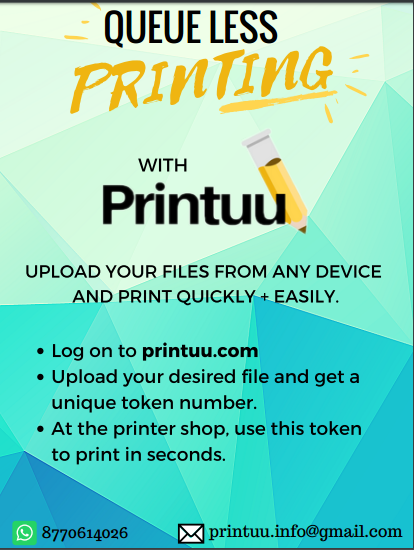 QUEUE LESS
PRINTING
WITH
Printuu
UPLOAD YOUR FILES FROM ANY DEVICE
AND PRINT QUICKLY + EASILY.
• Log on to printuu.com
• Upload your desired file and get a
unique token number.
• At the printer shop, use this token
to print in seconds.
8770614026 printuu.info@gmail.com